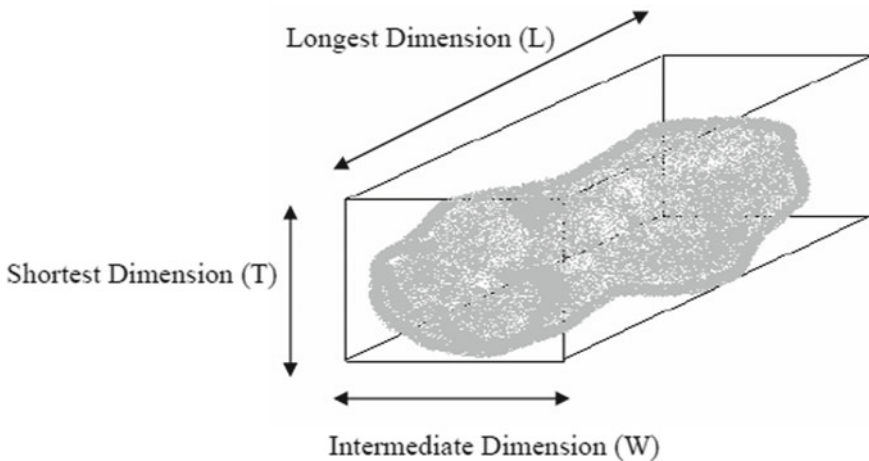 Longest Dimension (L)
Shortest Dimension (T)
Intermediate Dimension (W)